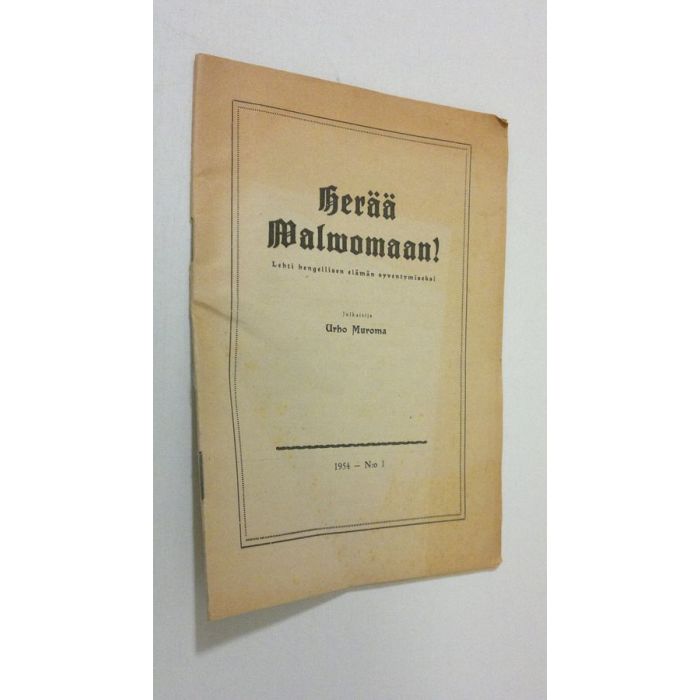 Herää
Walwomaan!
Lehti hengellisen elämän syventymiseksi
Julkaisija
Urho Muroma
1954 — N:o 1